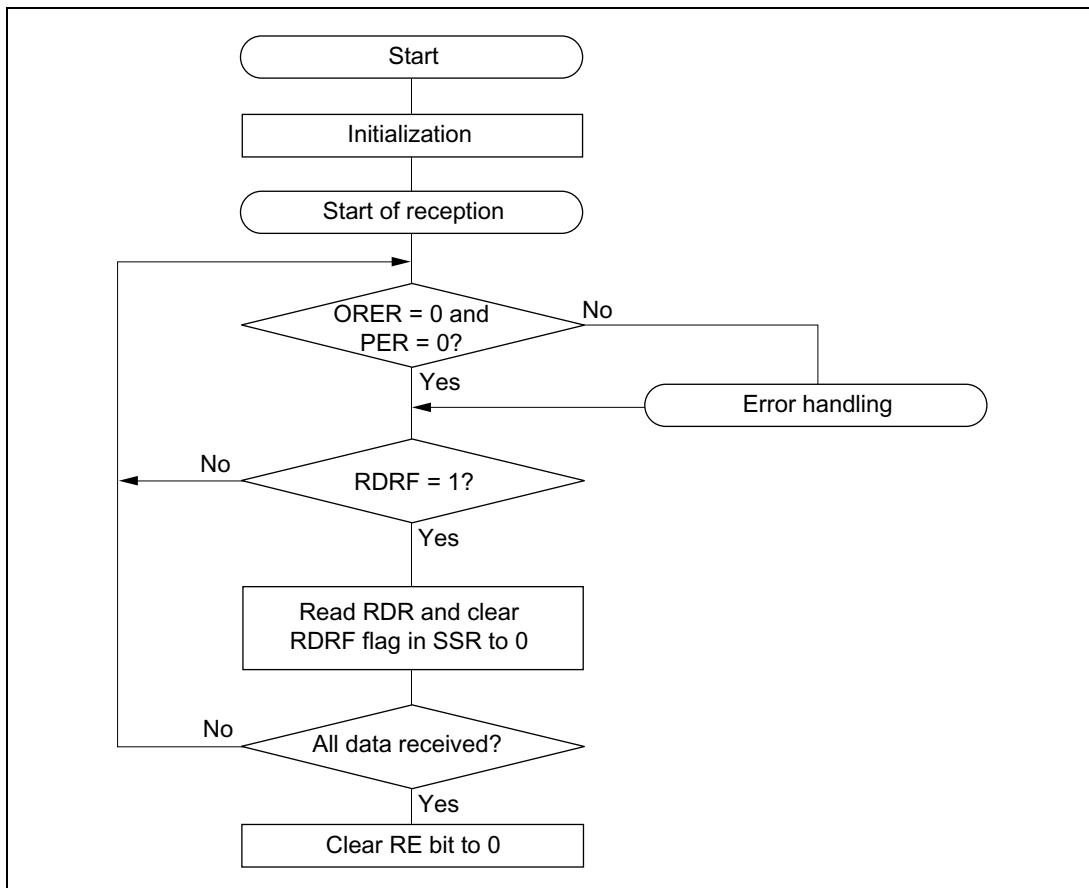 Start
Initialization
Start of reception
ORER = 0 and
PER = 0?
No
Yes
Error handling
No
RDRF = 1?
Yes
Read RDR and clear
RDRF flag in SSR to 0
No
All data received?
Yes
Clear RE bit to 0